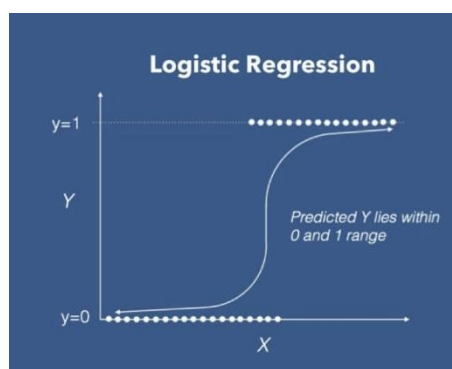 Logistic Regression
y=1
Y
Predicted Y lies within
0 and 1 range
y=0
X